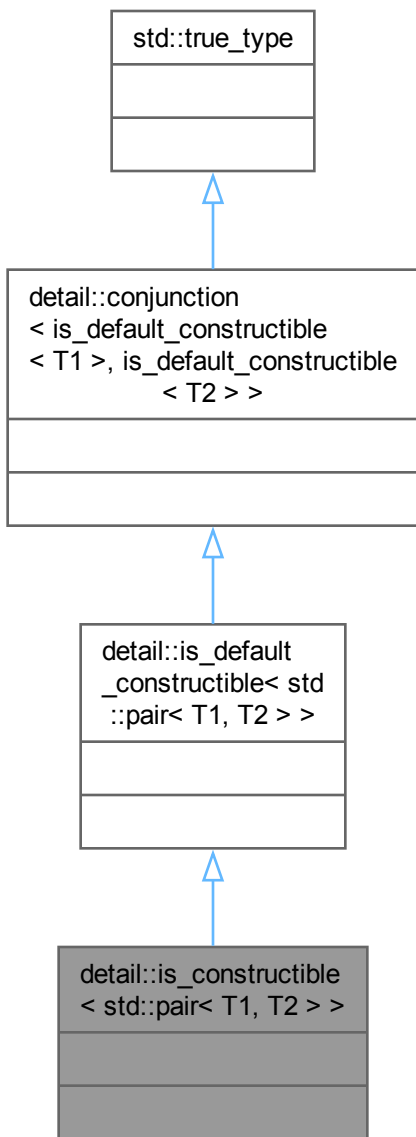 std::true_type
detail::conjunction
< is_default_constructible
< T1 >, is_default_constructible
< T2 > >
detail::is_default
_constructible< std
::pair< T1, T2 > >
detail::is_constructible
< std::pair< T1, T2 > >